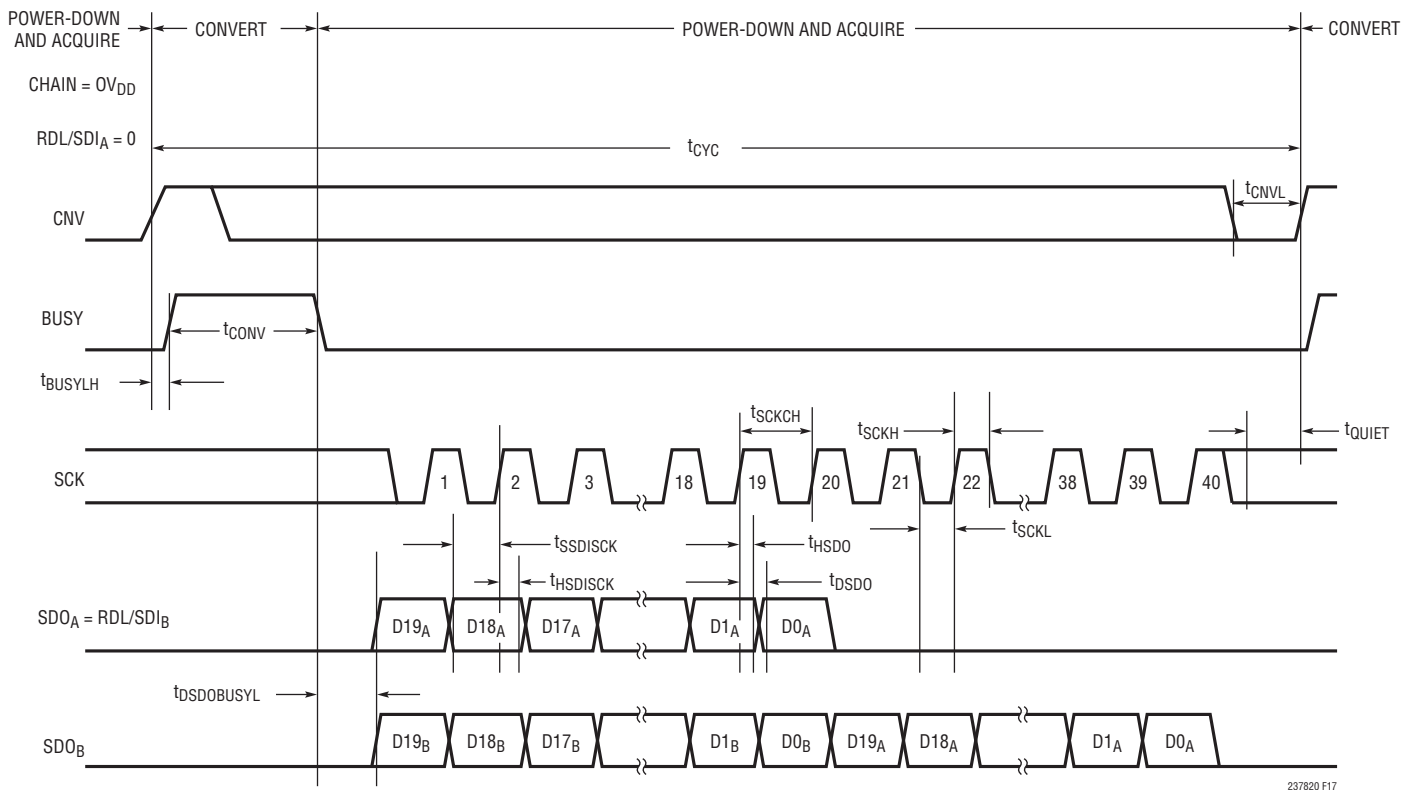 POWER-DOWN
AND ACQUIRE
CONVERT
POWER-DOWN AND ACQUIRE
CONVERT
CHAIN = OVDD
RDL/SDIA = 0
tCYC
CNV
tCNVL
BUSY
tCONV
tBUSYLH
tSCKCH
tSCKH
tQUIET
SCK
1 2 3 18 19 20 21 22 38 39 40
tSSDISCK
tHSDO
tSCKL
tHSDISCK
tDSDO
SDOA = RDL/SDIB
D19A D18A D17A D1A D0A
tDSDOBUSYL
SDOB
D19B D18B D17B D1B D0B D19A D18A D1A D0A
237820 F17